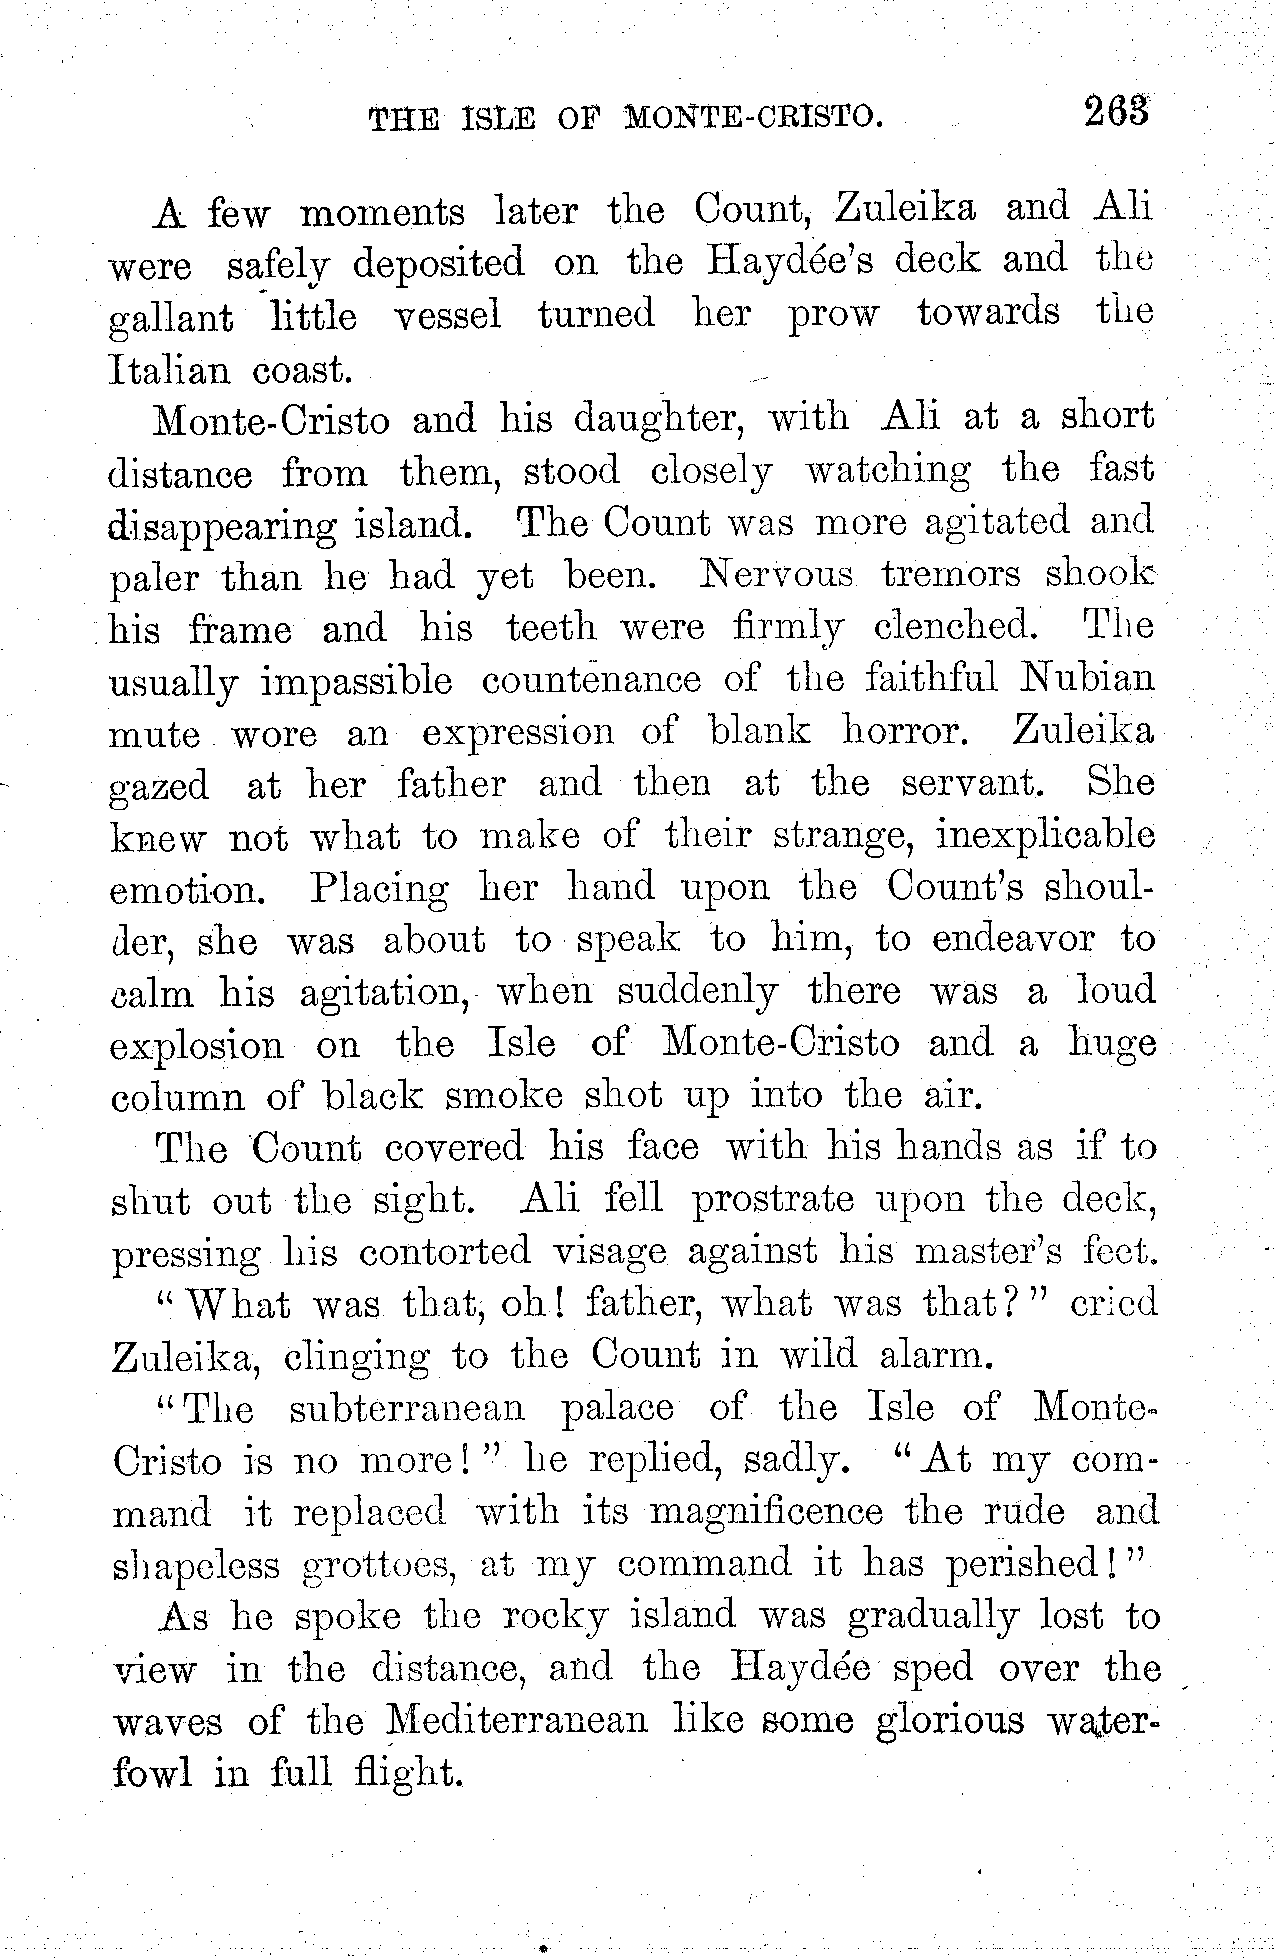 THE ISLE OF MONTE-CRISTO. 263
A few moments later the Count, Zuleika and Ali
were safely deposited on the Haydée's deck and the
gallant little vessel turned her prow towards the
Italian coast.
Monte-Cristo and his daughter, with Ali at a short
distance from them, stood closely watching the fast
disappearing island. The Count was more agitated and
paler than he had yet been. Nervous tremors shook
his frame and his teeth were firmly clenched. The
usually impassible countenance of the faithful Nubian
mute wore an expression of blank horror. Zuleika
gazed at her father and then at the servant. She
knew not what to make of their strange, inexplicable
emotion. Placing her hand upon the Count's shoul-
der, she was about to speak to him, to endeavor to
calm his agitation, when suddenly there was a loud
explosion on the Isle of Monte-Cristo and a huge
column of black smoke shot up into the air.
The Count covered his face with his hands as if to
shut out the sight. Ali fell prostrate upon the deck,
pressing his contorted visage against his master's feet.
“What was that, oh! father, what was that?” cried
Zuleika, clinging to the Count in wild alarm.
“The subterranean palace of the Isle of Monte-
Cristo is no more!” he replied, sadly. “At my com-
mand it replaced with its magnificence the rude and
shapeless grottoes, at my command it has perished!”
As he spoke the rocky island was gradually lost to
view in the distance, and the Haydée sped over the
waves of the Mediterranean like some glorious water-
fowl in full flight.